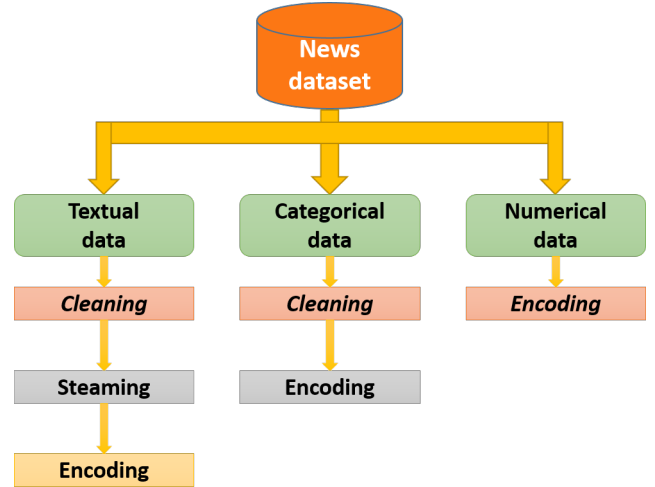 News
dataset
Textual
data
Categorical
data
Numerical
data
Cleaning
Cleaning
Encoding
Steaming
Encoding
Encoding